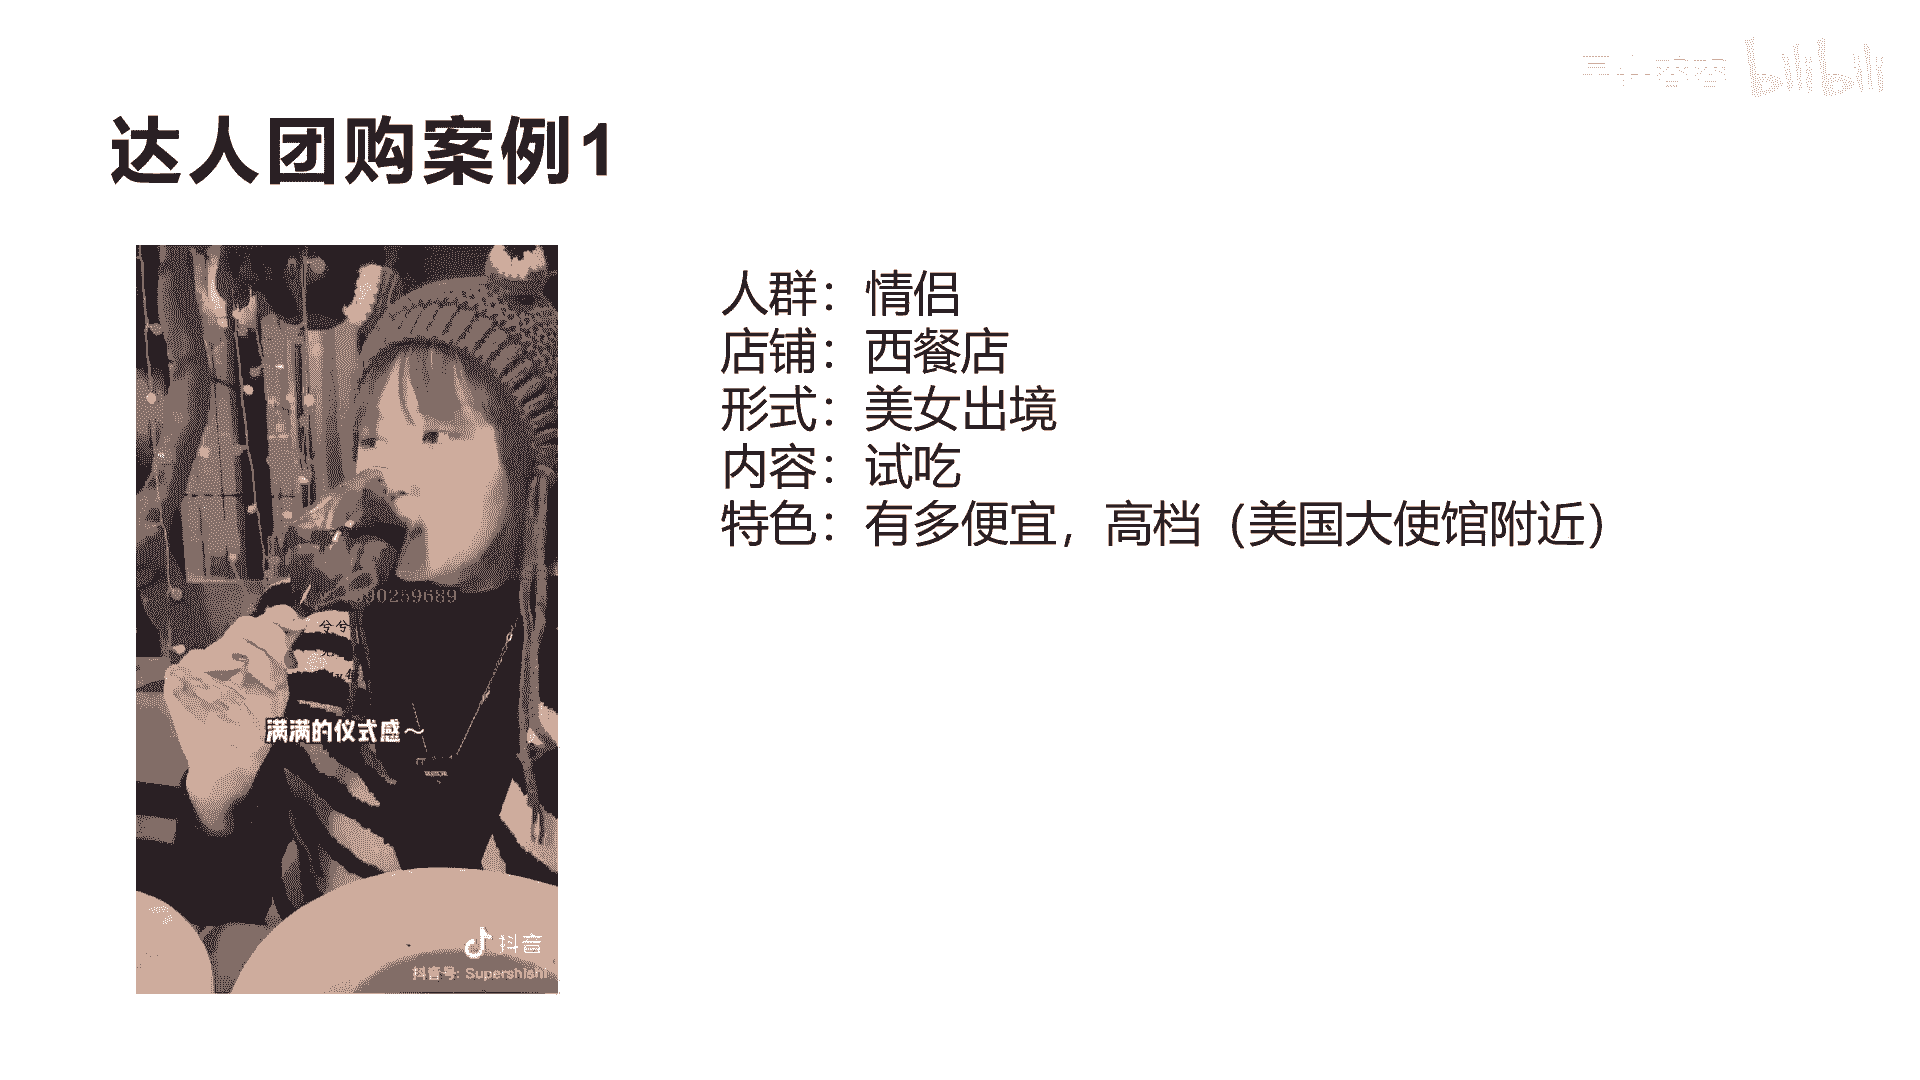 bilibili
达人团购案例1
人群：情侣
店铺：西餐店
形式：美女出境
内容：试吃
特色：有多便宜，高档（美国大使馆附近）
90259689
兮兮
满满的仪式感～
抖音
抖音号: Supershishi